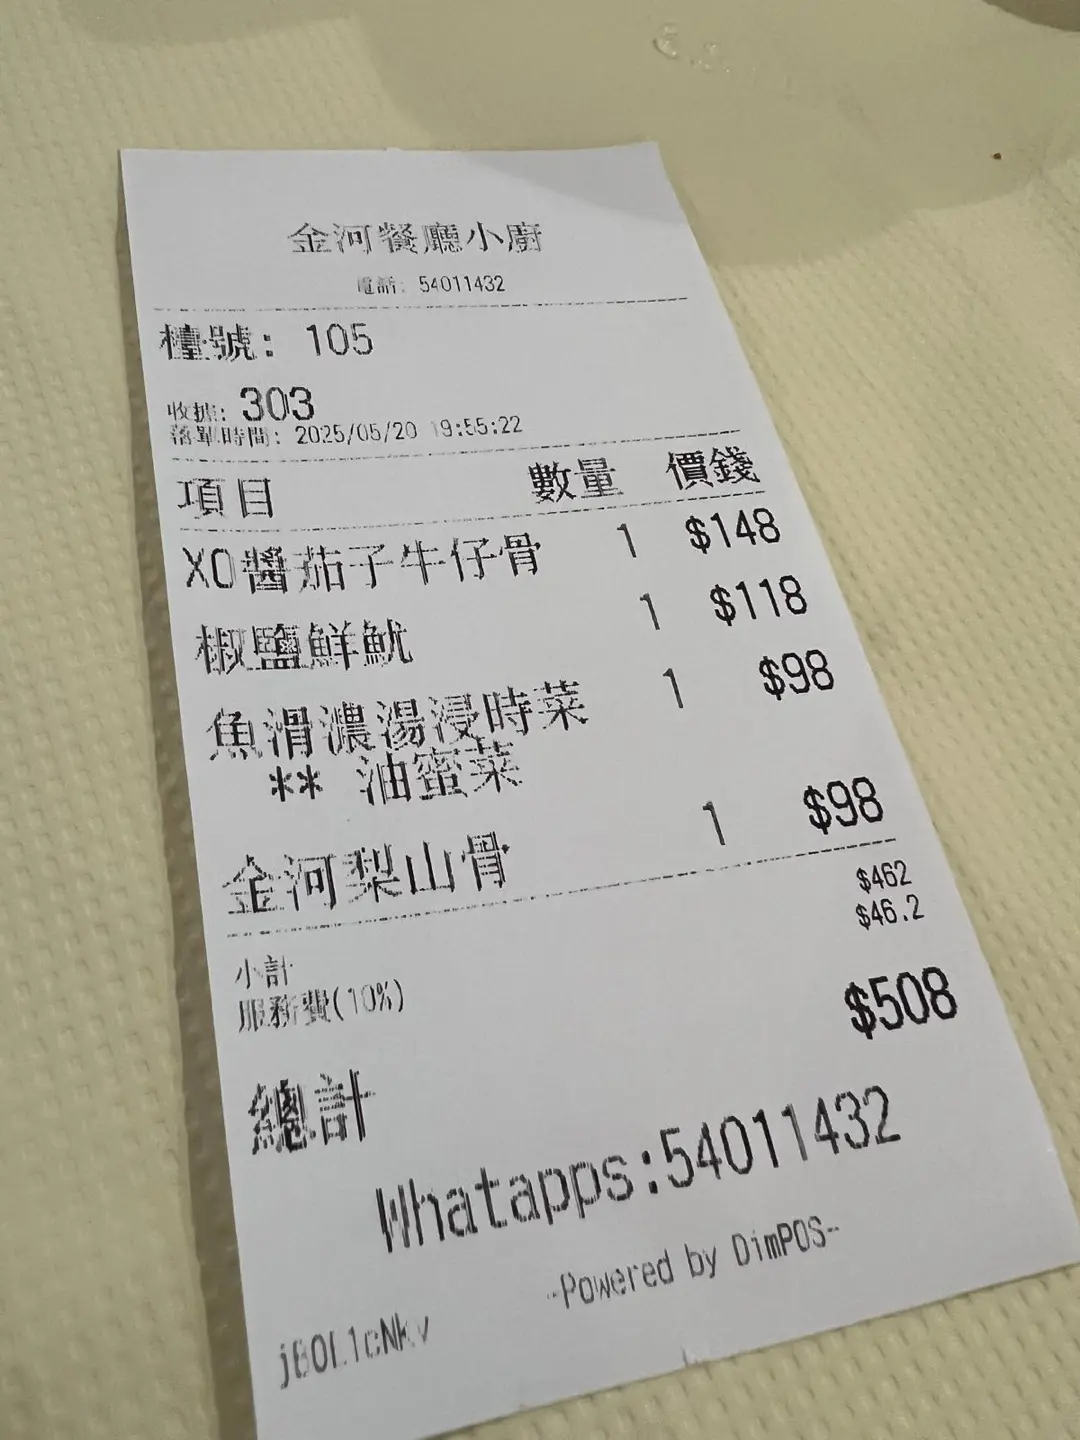 金河餐廳小廚
電話: 54011432
檯號: 105
收據: 303
落單時間: 2025/05/20 19:55:22
項目 數量 價錢
XO醬茄子牛仔骨 1 $148
椒鹽鮮魷 1 $118
魚滑濃湯浸時菜 1 $98
** 油蜜菜
金河梨山骨 1 $98
小計 $462
服務費(10%) $46.2
總計 $508
Whatapps:54011432
-Powered by DimPOS-